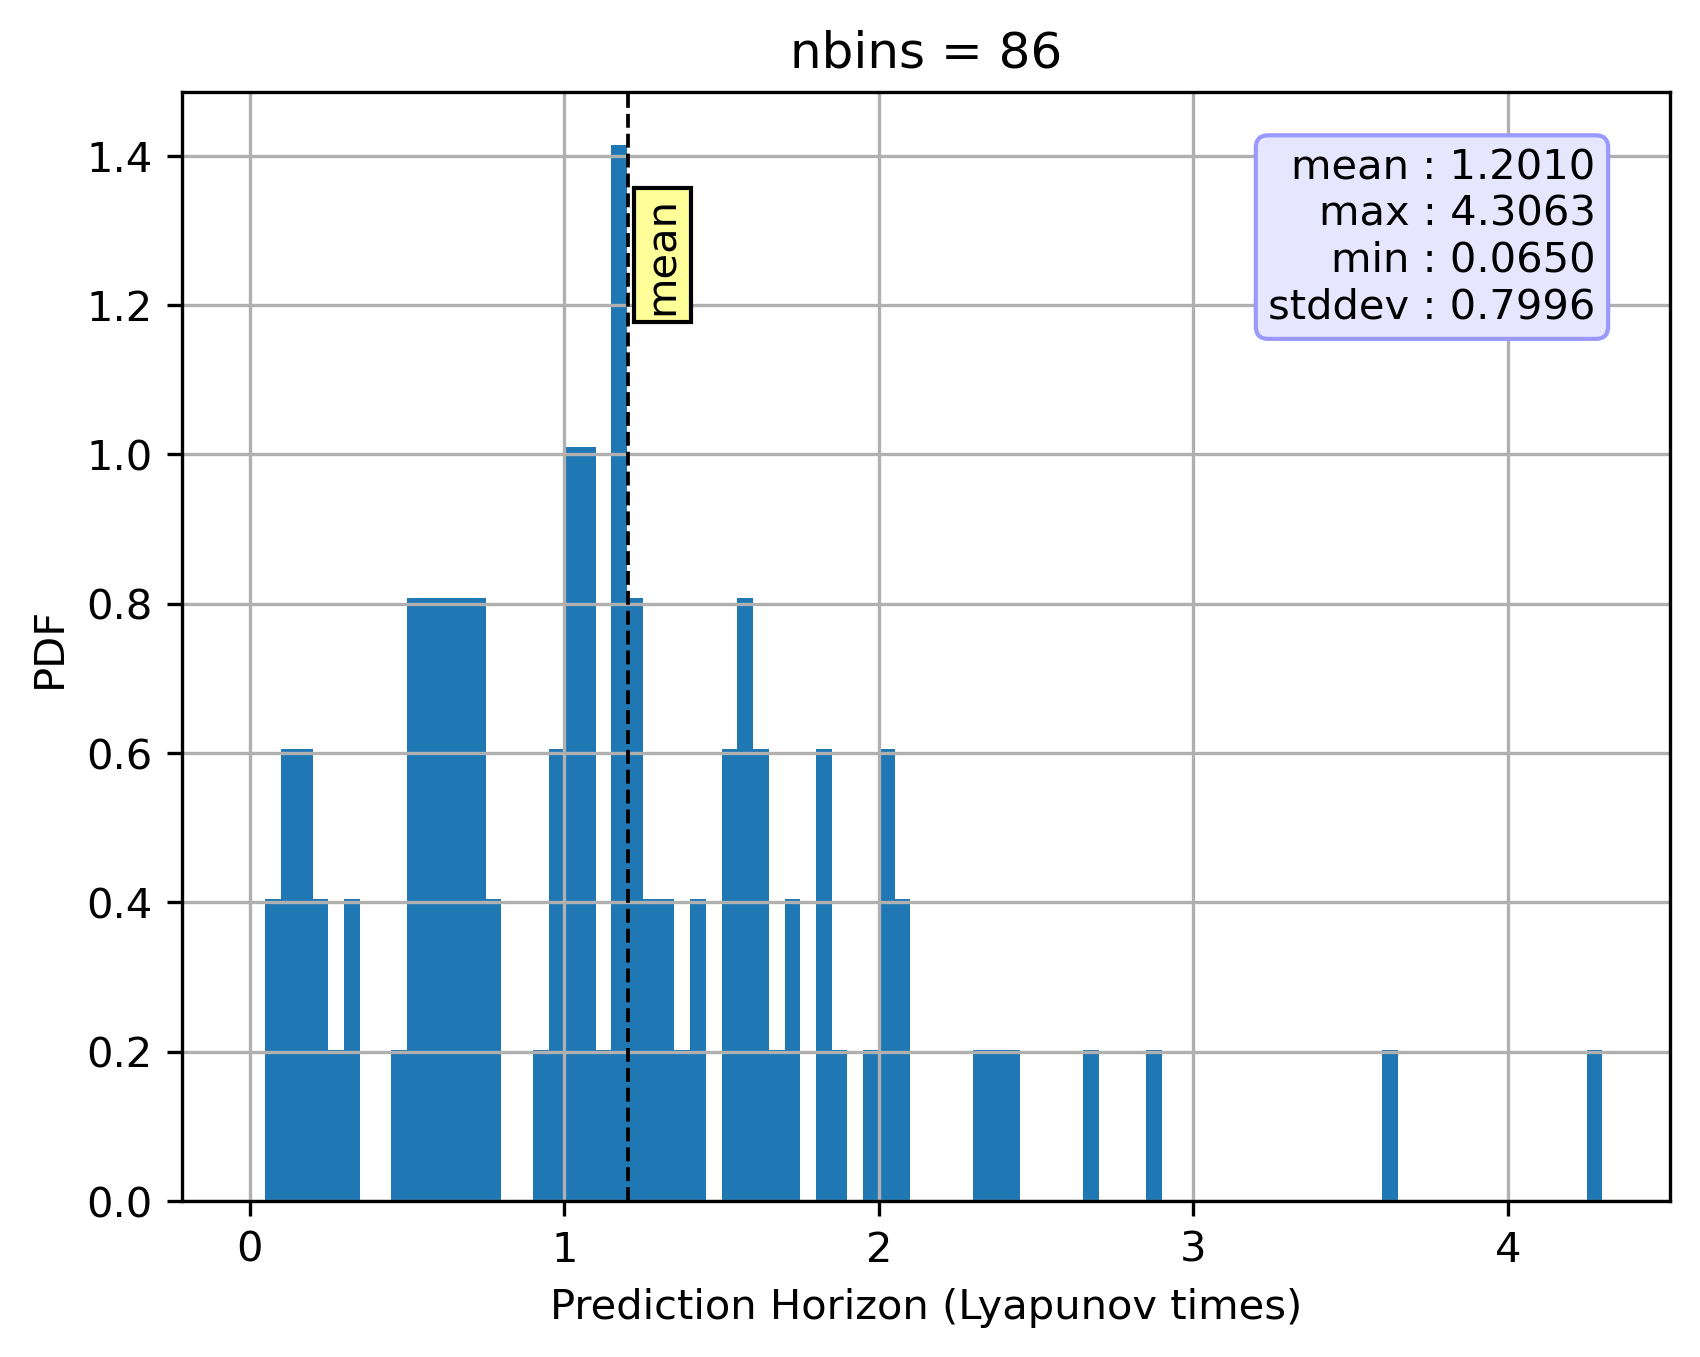 nbins = 86
mean : 1.2010
max : 4.3063
min : 0.0650
stddev : 0.7996
mean
PDF
1.4
1.2
1.0
0.8
0.6
0.4
0.2
0.0
0 1 2 3 4
Prediction Horizon (Lyapunov times)